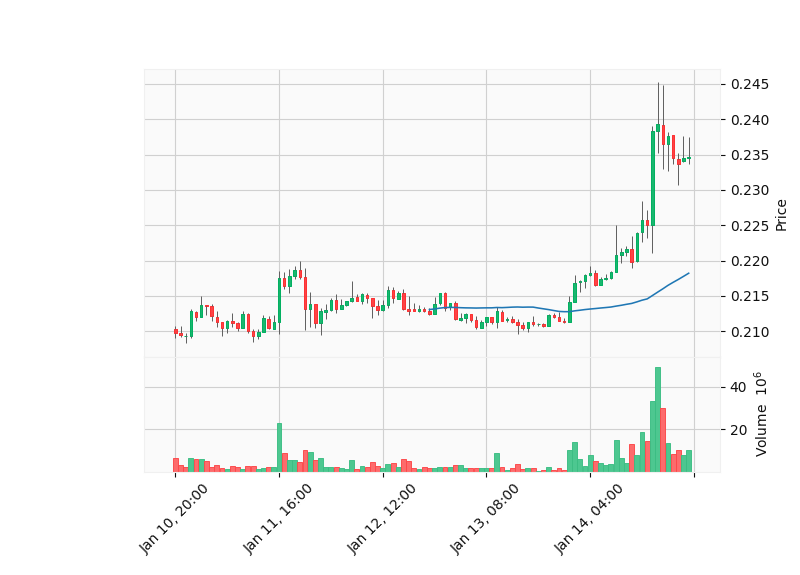 0.245
0.240
0.235
0.230
0.225
0.220
0.215
0.210
Price
40
20
Volume 10⁶
Jan 10, 20:00
Jan 11, 16:00
Jan 12, 12:00
Jan 13, 08:00
Jan 14, 04:00